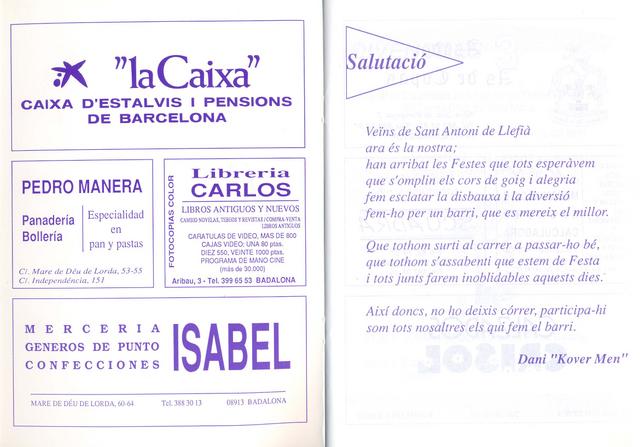 "la Caixa"
CAIXA D'ESTALVIS I PENSIONS
DE BARCELONA
PEDRO MANERA
Panadería
Bollería
Especialidad
en
pan y pastas
C/. Mare de Déu de Lorda, 53-55
C/. Independència, 151
FOTOCOPIAS COLOR
Libreria
CARLOS
LIBROS ANTIGUOS Y NUEVOS
CAMBIO NOVELAS, TEBEOS Y REVISTAS / COMPRA-VENTA
LIBROS ANTIGUOS
CARATULAS DE VIDEO, MAS DE 800
CAJAS VIDEO; UNA 80 ptas.
DIEZ 550, VEINTE 1000 ptas.
PROGRAMA DE MANO CINE
(más de 30,000)
Aribau, 3 - Tel. 399 65 53 BADALONA
MERCERIA
GENEROS DE PUNTO
CONFECCIONES
ISABEL
MARE DE DÉU DE LORDA, 60-64
Tel. 388 30 13
08913 BADALONA
Salutació
Veïns de Sant Antoni de Llefià
ara és la nostra;
han arribat les Festes que tots esperàvem
que s'omplin els cors de goig i alegria
fem esclatar la disbauxa i la diversió
fem-ho per un barri, que es mereix el millor.
Que tothom surti al carrer a passar-ho bé,
que tothom s'assabenti que estem de Festa
i tots junts farem inoblidables aquests dies.
Així doncs, no ho deixis córrer, participa-hi
som tots nosaltres els qui fem el barri.
Dani "Kover Men"